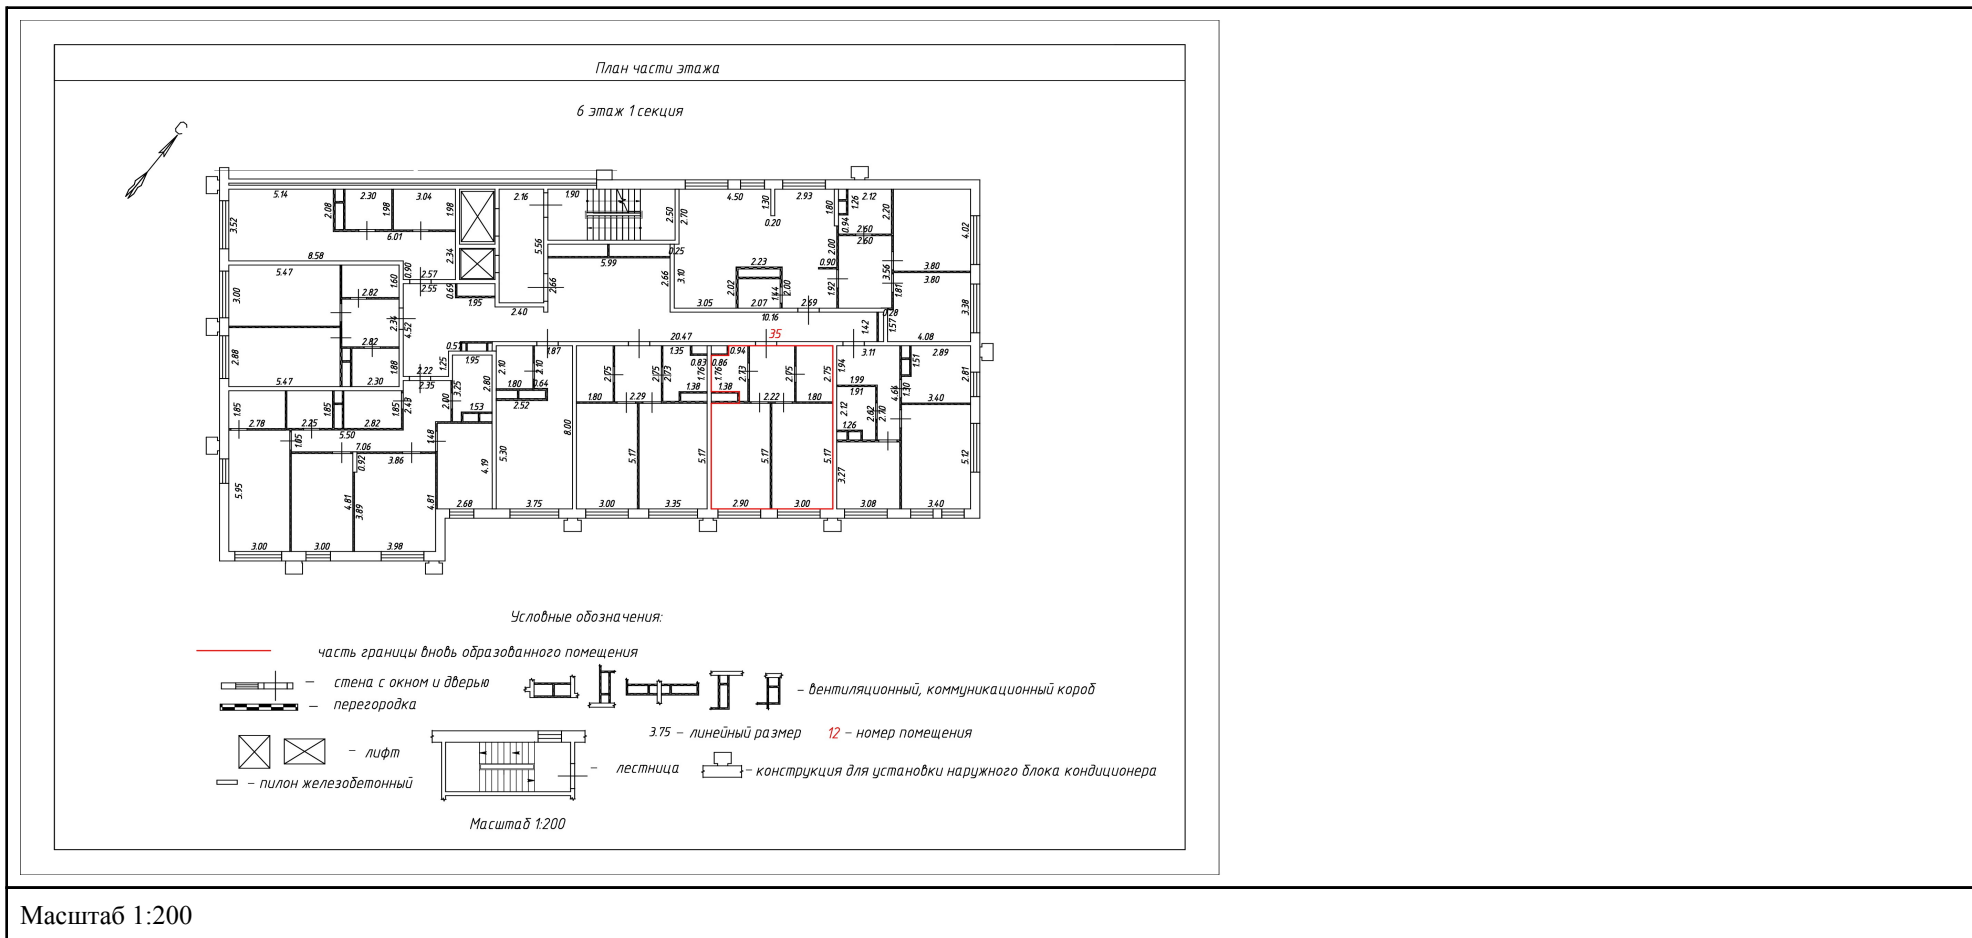 План части этажа
6 этаж 1 секция
С
5.14 2.30 3.04 2.16 1.90 4.50 2.93 2.12
3.52 2.08 1.98 1.98 2.50 2.70 1.30 1.80 1.26 2.20 4.02
0.20 0.94
6.01 2.60
2.60
8.58 2.34 5.56 0.25 2.00
5.47 0.90 2.57 5.99 2.66 3.10 2.23 0.90 3.56 3.80
3.80
3.00 2.82 1.60 2.55 0.69 1.95 2.66 2.02 1.44 2.00 1.92 1.81 3.38
2.40 3.05 2.07 2.69
2.34 4.52 10.16 0.28
1.42 1.57
2.82 20.47 35 4.08
2.88 1.88 0.57 1.87 1.35 0.94 3.11 2.89
5.47 2.30 2.22 1.25 1.95 2.10 2.10 0.83 0.86 1.94 1.51 2.81
2.35 3.25 2.80 2.75 2.75 2.73 1.76 1.76 2.73 2.75 2.75 1.99
1.80 0.64 1.38 1.38 1.91 4.64 1.30
1.85 1.85 1.85 2.43 2.00 2.52 1.80 2.29 2.22 1.80 3.40
2.78 2.25 2.82 1.53 2.12 2.62 2.70
5.50 1.26
1.05 7.06 1.48 8.00
0.92 3.86 4.19 5.30 5.17 5.17 5.17 5.17 3.27 5.12
5.95 4.81 3.89 4.81
2.68 3.75 3.00 3.35 2.90 3.00 3.08 3.40
3.00 3.00 3.98
Условные обозначения:
часть границы вновь образованного помещения
– стена с окном и дверью
– вентиляционный, коммуникационный короб
– перегородка
3.75 – линейный размер 12 – номер помещения
– лифт
– лестница
– конструкция для установки наружного блока кондиционера
– пилон железобетонный
Масштаб 1:200
Масштаб 1:200